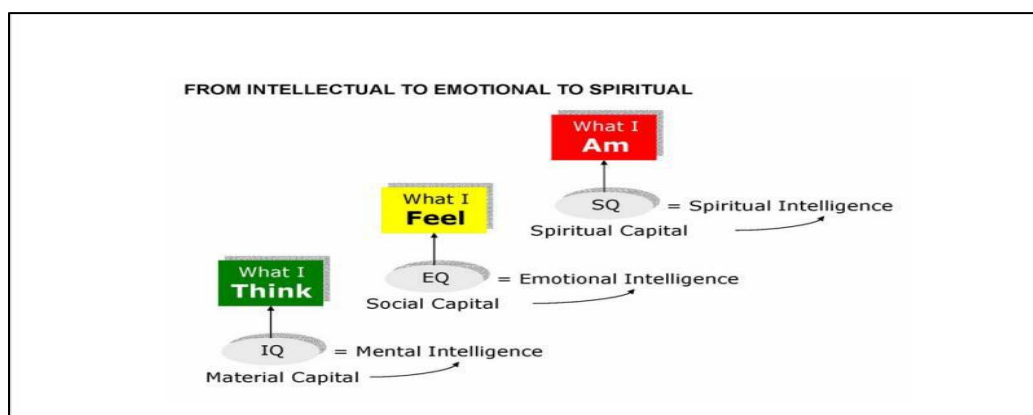 FROM INTELLECTUAL TO EMOTIONAL TO SPIRITUAL
What I
Am
SQ = Spiritual Intelligence
Spiritual Capital
What I
Feel
EQ = Emotional Intelligence
Social Capital
What I
Think
IQ = Mental Intelligence
Material Capital